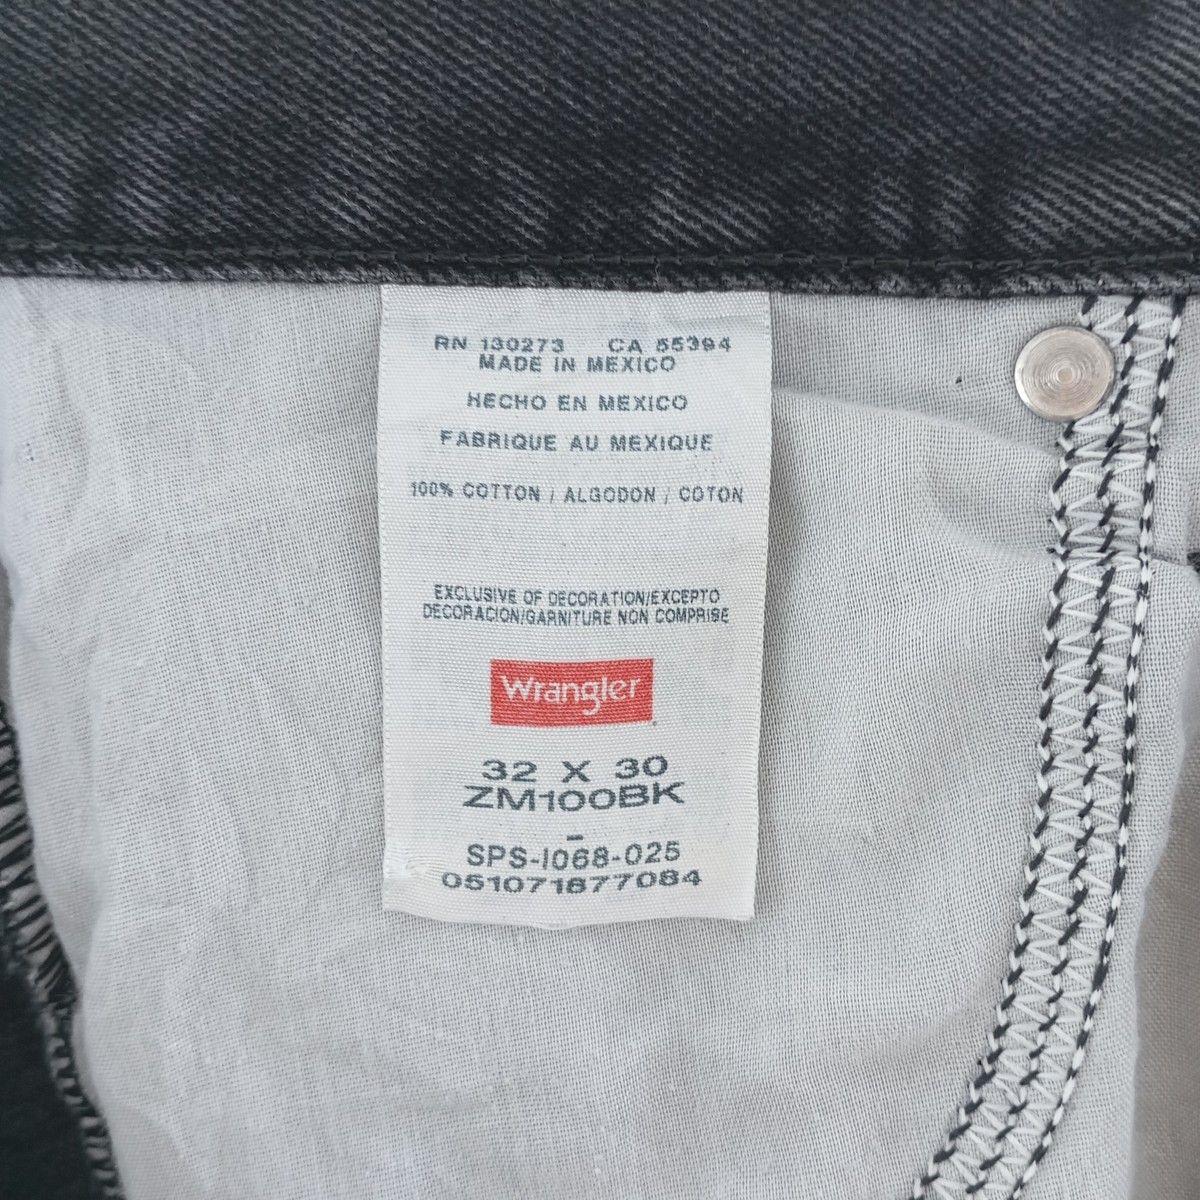 RN 130273 CA 55394
MADE IN MEXICO
HECHO EN MEXICO
FABRIQUE AU MEXIQUE
100% COTTON / ALGODON / COTON
EXCLUSIVE OF DECORATION/EXCEPTO
DECORACION/GARNITURE NON COMPRISE
Wrangler
32 X 30
ZM100BK
-
SPS-1068-025
051071877084